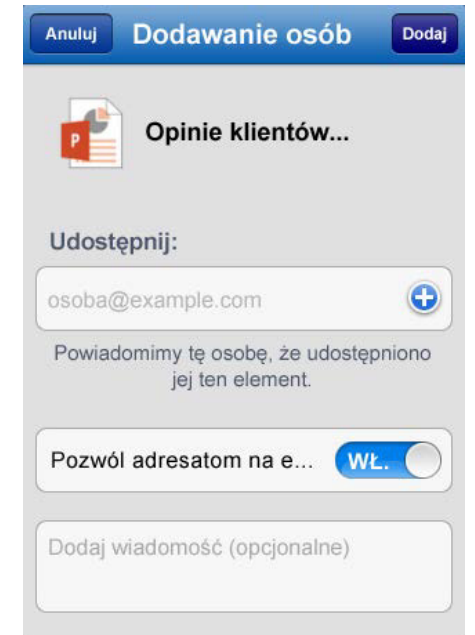 Anuluj Dodawanie osób Dodaj
P
Opinie klientów...
Udostępnij:
osoba@example.com
Powiadomimy tę osobę, że udostępniono
jej ten element.
Pozwól adresatom na e... WŁ.
Dodaj wiadomość (opcjonalne)